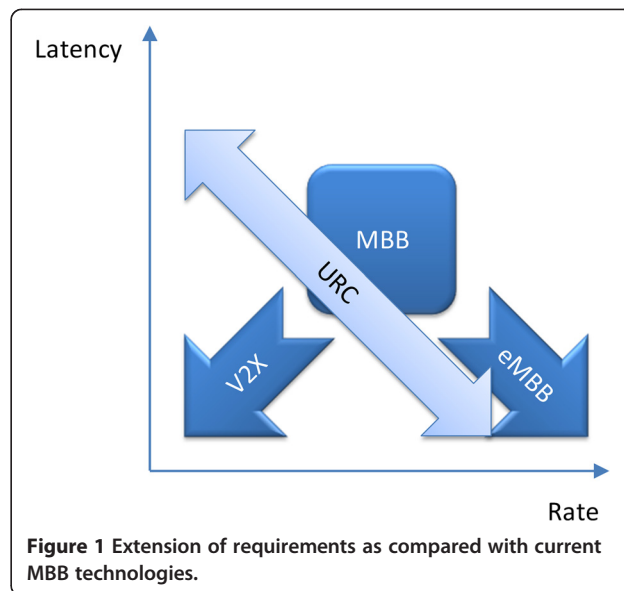 Latency
MBB
URC
V2X
eMBB
Rate
Figure 1 Extension of requirements as compared with current
MBB technologies.